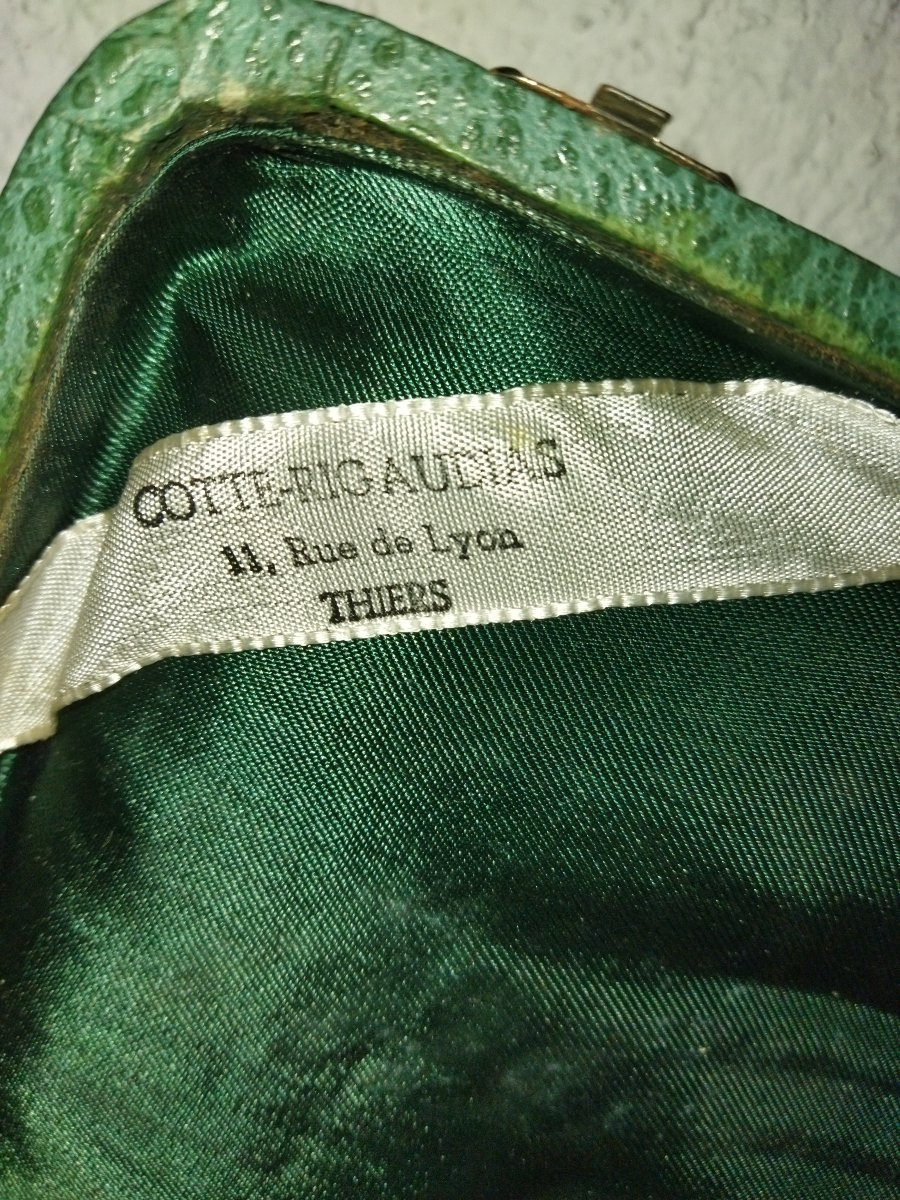 COTTE-RIGAUDIAS
11, Rue de Lyon
THIERS